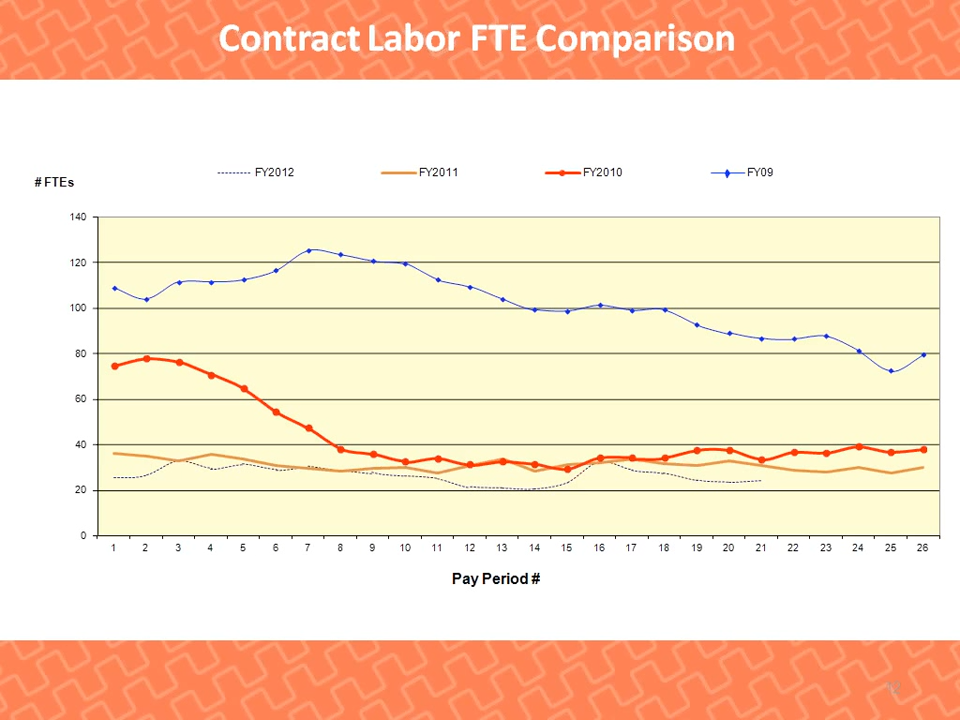 Contract Labor FTE Comparison
# FTEs
FY2012 FY2011 FY2010 FY09
140
120
100
80
60
40
20
0
1 2 3 4 5 6 7 8 9 10 11 12 13 14 15 16 17 18 19 20 21 22 23 24 25 26
Pay Period #